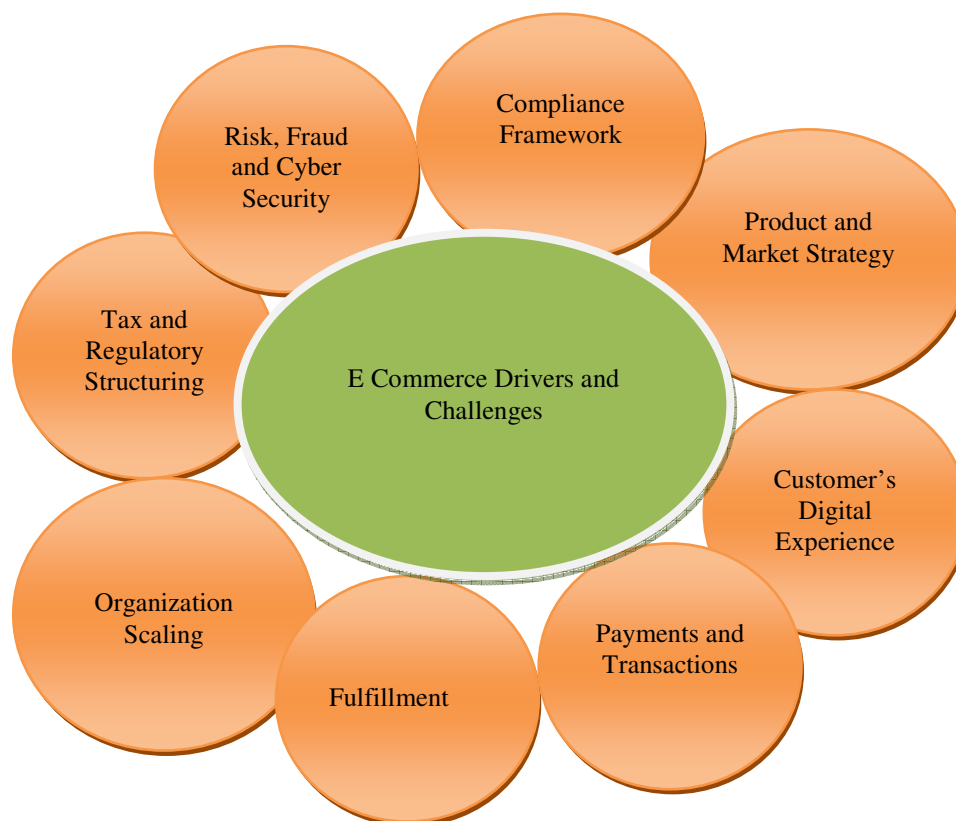 Compliance
Framework
Risk, Fraud
and Cyber
Security
Product and
Market Strategy
Tax and
Regulatory
Structuring
E Commerce Drivers and
Challenges
Customer’s
Digital
Experience
Organization
Scaling
Payments and
Transactions
Fulfillment